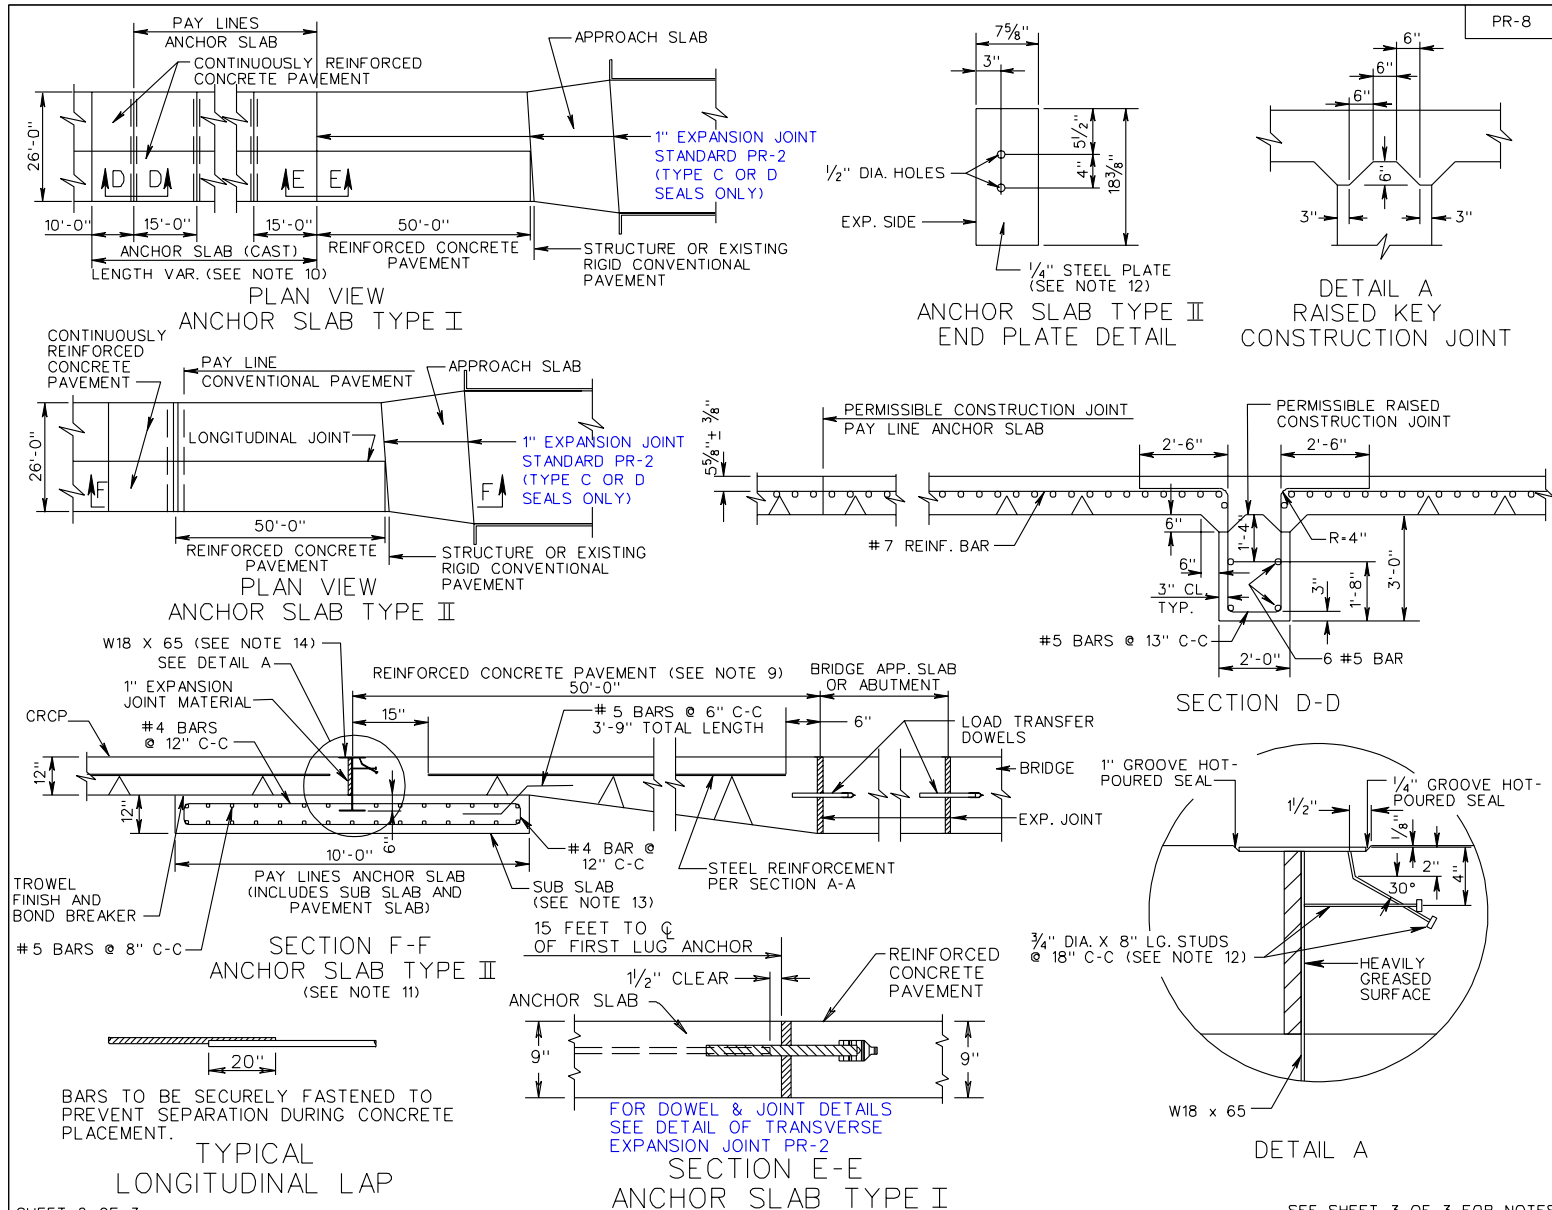 PR-8
PAY LINES
ANCHOR SLAB
CONTINUOUSLY REINFORCED
CONCRETE PAVEMENT
APPROACH SLAB
26'-0"
D D
E E
1" EXPANSION JOINT
STANDARD PR-2
(TYPE C OR D
SEALS ONLY)
10'-0" 15'-0" 15'-0" 50'-0"
ANCHOR SLAB (CAST)
LENGTH VAR. (SEE NOTE 10)
REINFORCED CONCRETE
PAVEMENT
STRUCTURE OR EXISTING
RIGID CONVENTIONAL
PAVEMENT
PLAN VIEW
ANCHOR SLAB TYPE I
7⅝"
3"
½" DIA. HOLES
5½"
4"
18⅜"
EXP. SIDE
¼" STEEL PLATE
(SEE NOTE 12)
ANCHOR SLAB TYPE II
END PLATE DETAIL
6"
6"
6"
6"
3" 3"
DETAIL A
RAISED KEY
CONSTRUCTION JOINT
CONTINUOUSLY
REINFORCED
CONCRETE
PAVEMENT
PAY LINE
CONVENTIONAL PAVEMENT
APPROACH SLAB
26'-0"
LONGITUDINAL JOINT
1" EXPANSION JOINT
STANDARD PR-2
(TYPE C OR D
SEALS ONLY)
F F
50'-0"
REINFORCED CONCRETE
PAVEMENT
STRUCTURE OR EXISTING
RIGID CONVENTIONAL
PAVEMENT
PLAN VIEW
ANCHOR SLAB TYPE II
5⅝"± ⅜"
PERMISSIBLE CONSTRUCTION JOINT
PAY LINE ANCHOR SLAB
PERMISSIBLE RAISED
CONSTRUCTION JOINT
2'-6" 2'-6"
#7 REINF. BAR
6"
6"
1'-4"
R=4"
3" CL.
TYP.
3"
1'-8"
3'-0"
#5 BARS @ 13" C-C
6 #5 BAR
2'-0"
SECTION D-D
W18 X 65 (SEE NOTE 14)
SEE DETAIL A
1" EXPANSION
JOINT MATERIAL
REINFORCED CONCRETE PAVEMENT (SEE NOTE 9)
50'-0"
BRIDGE APP. SLAB
OR ABUTMENT
CRCP
#4 BARS
@ 12" C-C
15"
#5 BARS @ 6" C-C
3'-9" TOTAL LENGTH
6"
LOAD TRANSFER
DOWELS
BRIDGE
12"
12"
6"
EXP. JOINT
#4 BAR @
12" C-C
10'-0"
PAY LINES ANCHOR SLAB
(INCLUDES SUB SLAB AND
PAVEMENT SLAB)
STEEL REINFORCEMENT
PER SECTION A-A
SUB SLAB
(SEE NOTE 13)
TROWEL
FINISH AND
BOND BREAKER
#5 BARS @ 8" C-C
SECTION F-F
ANCHOR SLAB TYPE II
(SEE NOTE 11)
1" GROOVE HOT-
POURED SEAL
¼" GROOVE HOT-
POURED SEAL
1½"
⅛"
2"
4"
30°
¾" DIA. X 8" LG. STUDS
@ 18" C-C (SEE NOTE 12)
HEAVILY
GREASED
SURFACE
W18 x 65
DETAIL A
20"
BARS TO BE SECURELY FASTENED TO
PREVENT SEPARATION DURING CONCRETE
PLACEMENT.
TYPICAL
LONGITUDINAL LAP
15 FEET TO ℄
OF FIRST LUG ANCHOR
1½" CLEAR
ANCHOR SLAB
REINFORCED
CONCRETE
PAVEMENT
9" 9"
FOR DOWEL & JOINT DETAILS
SEE DETAIL OF TRANSVERSE
EXPANSION JOINT PR-2
SECTION E-E
ANCHOR SLAB TYPE I
SHEET 2 OF 3
SEE SHEET 3 OF 3 FOR NOTES